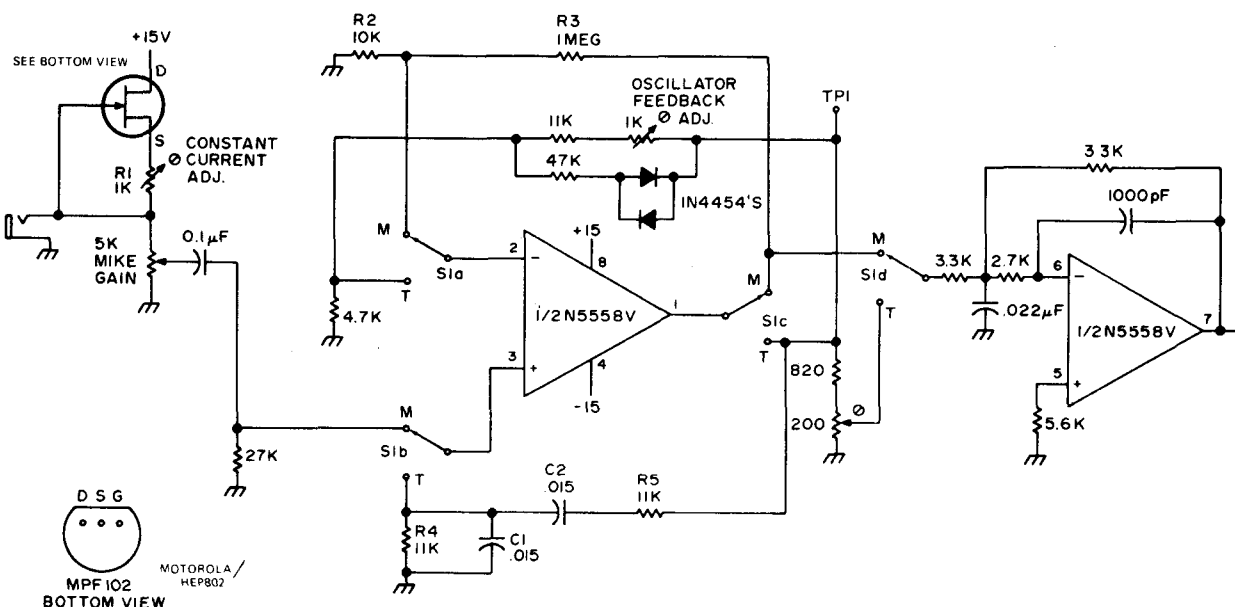 +15V
SEE BOTTOM VIEW
D
S
R1
1K
Ø CONSTANT
CURRENT
ADJ.
5K
MIKE
GAIN
0.1µF
27K
D S G
MPF102
BOTTOM VIEW
MOTOROLA/
HEP802
R2
10K
R3
1MEG
OSCILLATOR
FEEDBACK
Ø ADJ.
11K
1K
47K
1N4454'S
TP1
M
S1a
T
4.7K
2
−
+15
8
1/2N5558V
1
3
+
4
-15
M
S1b
T
R4
11K
C1
.015
C2
.015
R5
11K
M
S1c
T
820
200
Ø
M
S1d
T
3.3K
1000pF
3.3K
2.7K
.022µF
6
−
1/2N5558V
7
5
+
5.6K